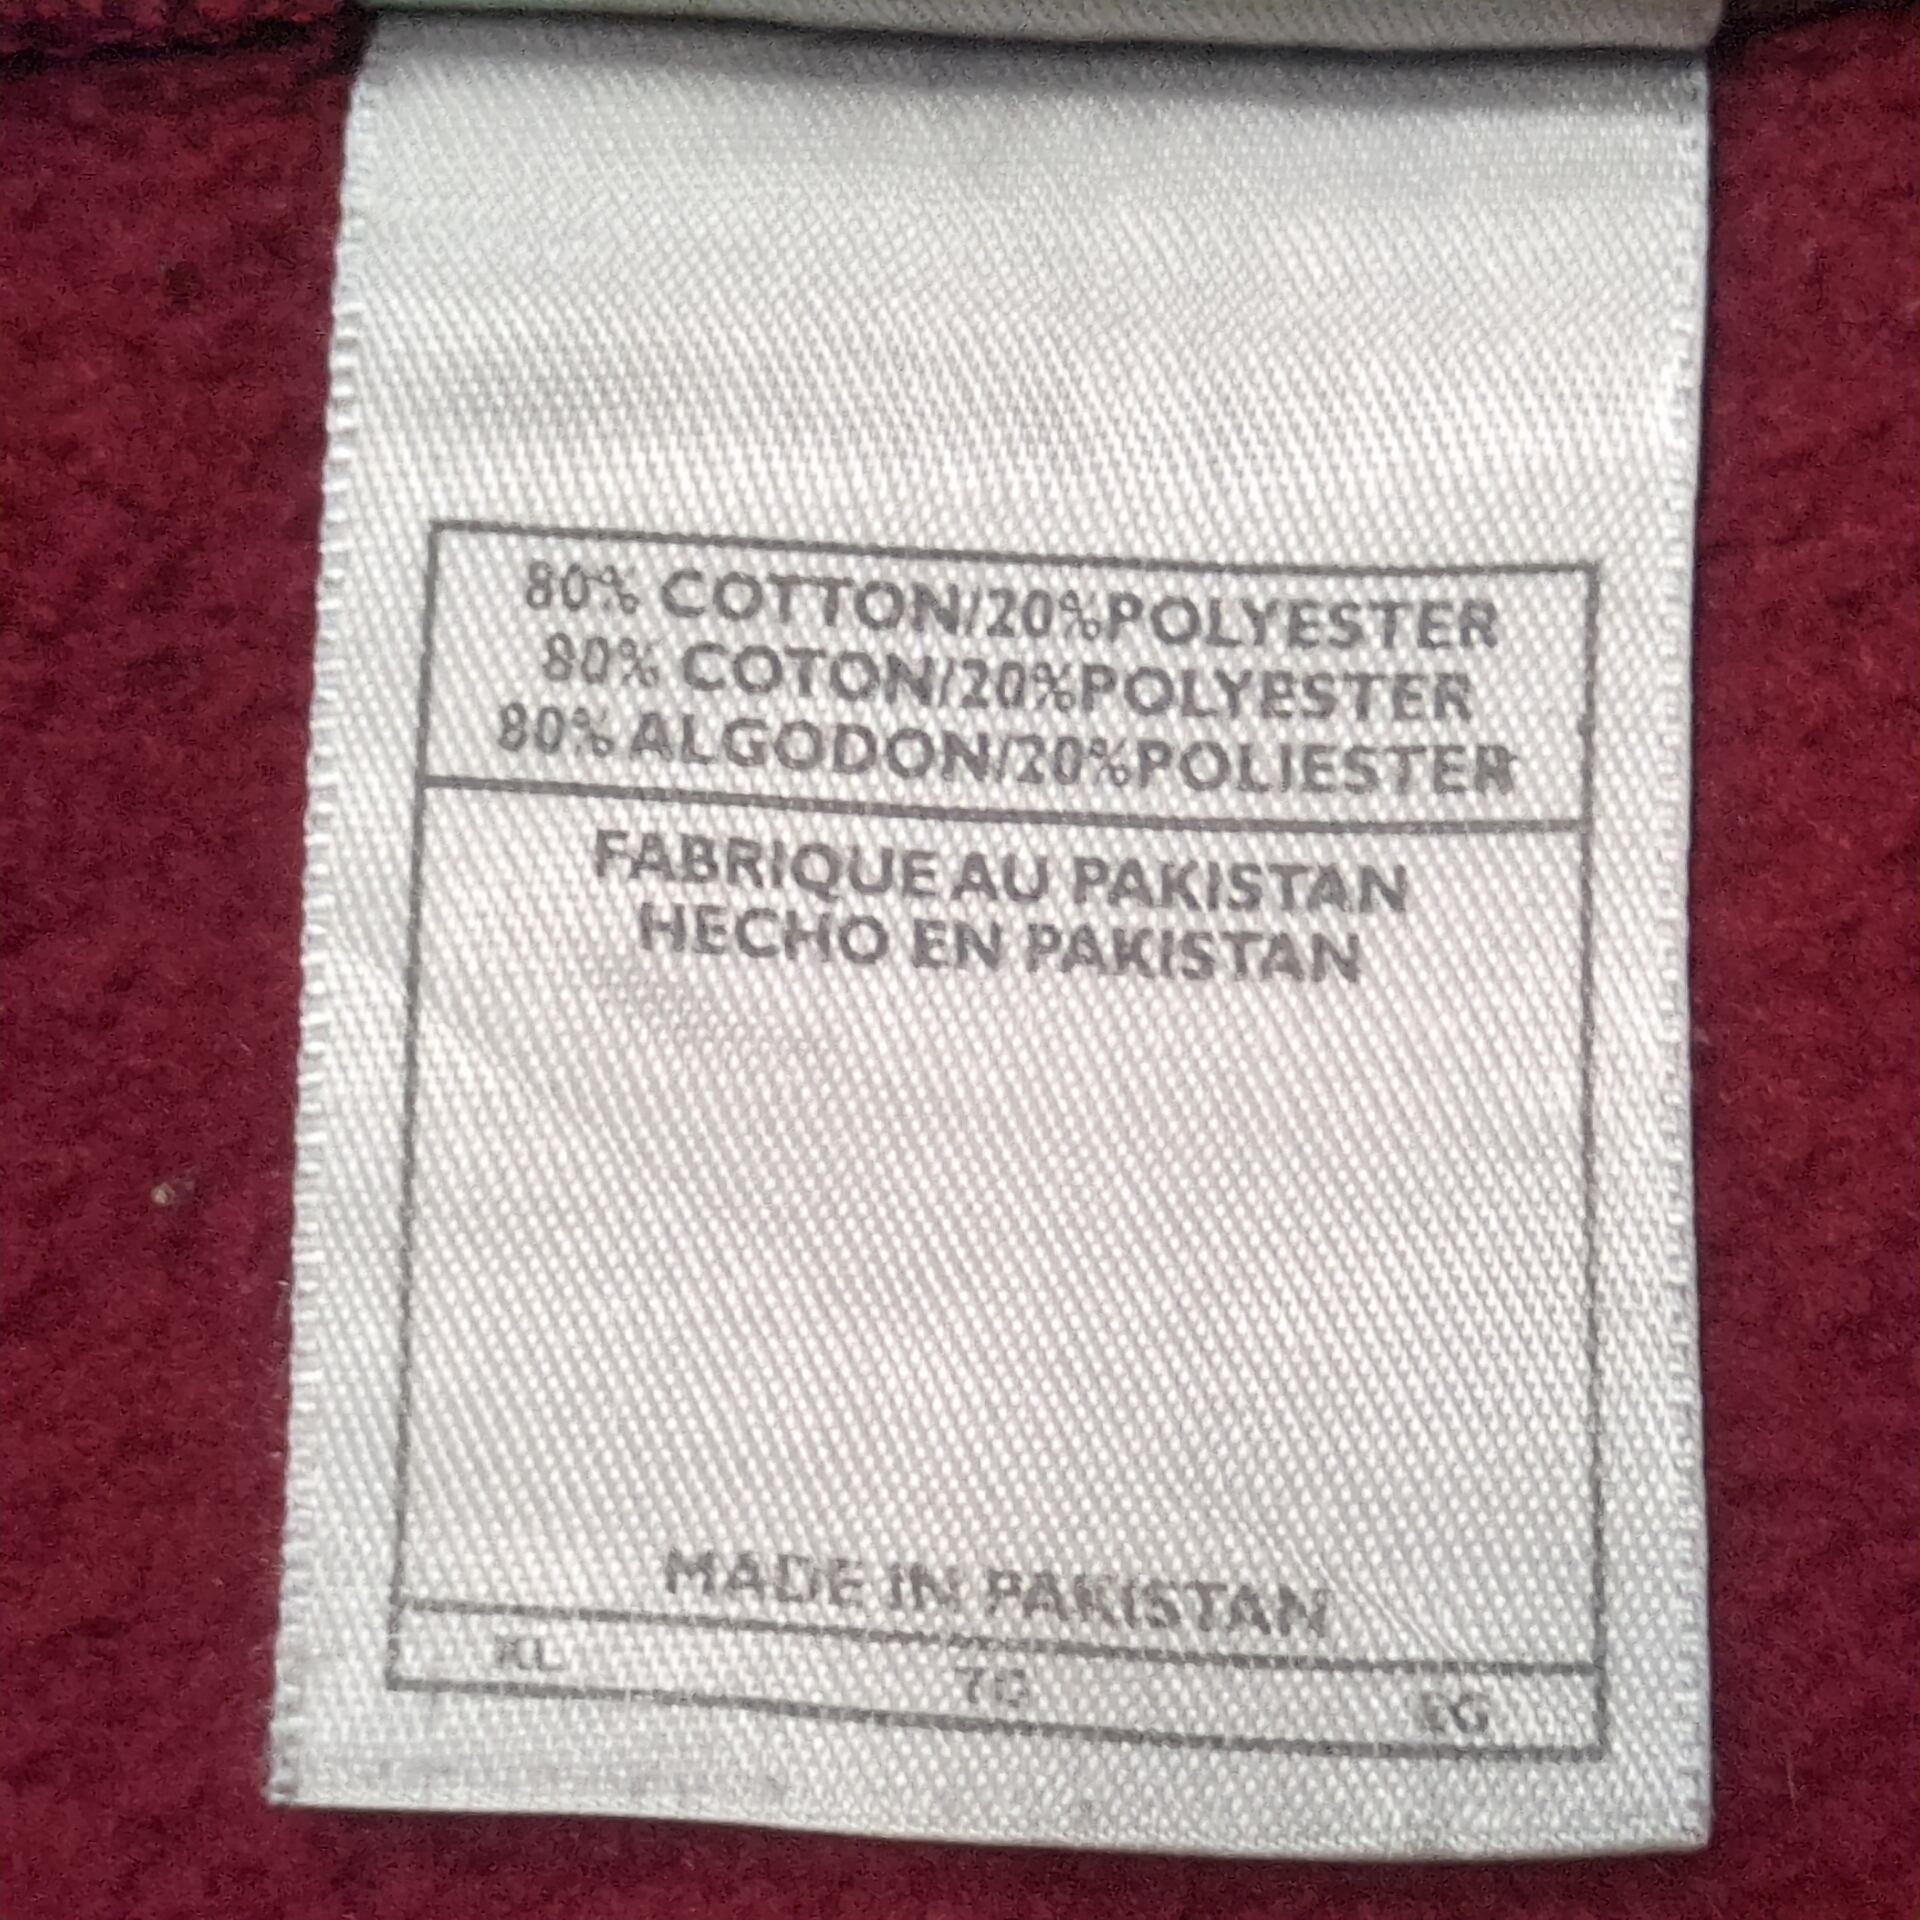 80% COTTON/20%POLYESTER
80% COTON/20%POLYESTER
80% ALGODON/20%POLIESTER
FABRIQUE AU PAKISTAN
HECHO EN PAKISTAN
MADE IN PAKISTAN
XL EG